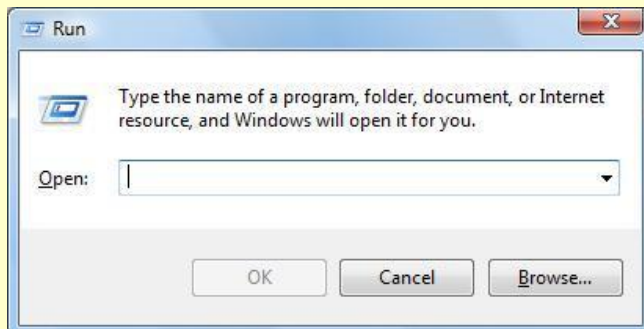 Run
Type the name of a program, folder, document, or Internet
resource, and Windows will open it for you.
Open:
OK
Cancel
Browse...